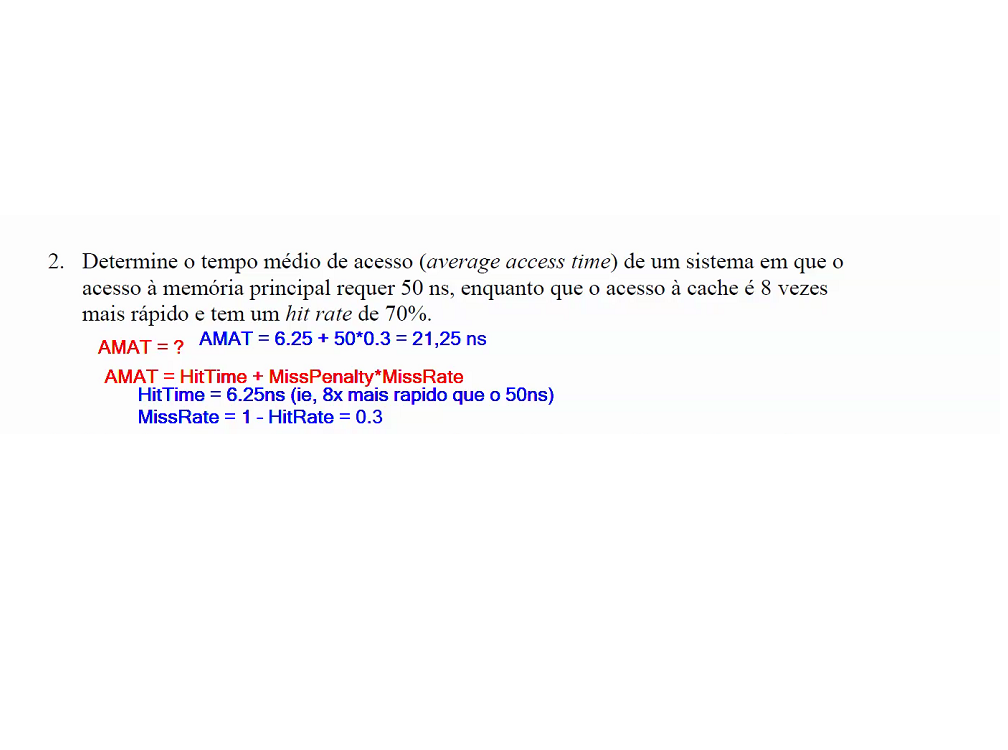 2. Determine o tempo médio de acesso (average access time) de um sistema em que o
acesso à memória principal requer 50 ns, enquanto que o acesso à cache é 8 vezes
mais rápido e tem um hit rate de 70%.
AMAT = ? AMAT = 6.25 + 50*0.3 = 21,25 ns
AMAT = HitTime + MissPenalty*MissRate
HitTime = 6.25ns (ie, 8x mais rapido que o 50ns)
MissRate = 1 - HitRate = 0.3